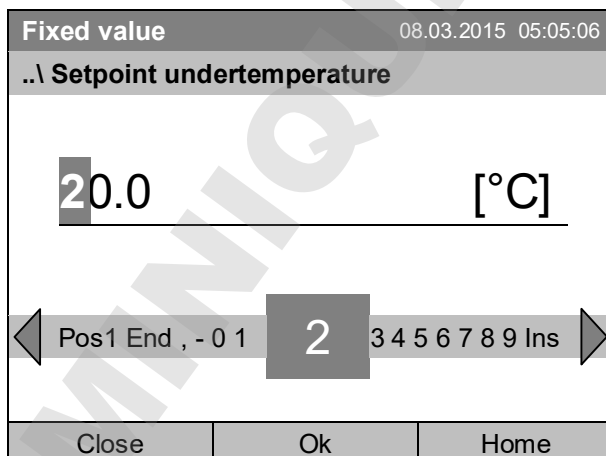 Fixed value 08.03.2015 05:05:06
..\ Setpoint undertemperature
20.0 [°C]
Pos1 End , - 0 1 2 3 4 5 6 7 8 9 Ins
Close Ok Home